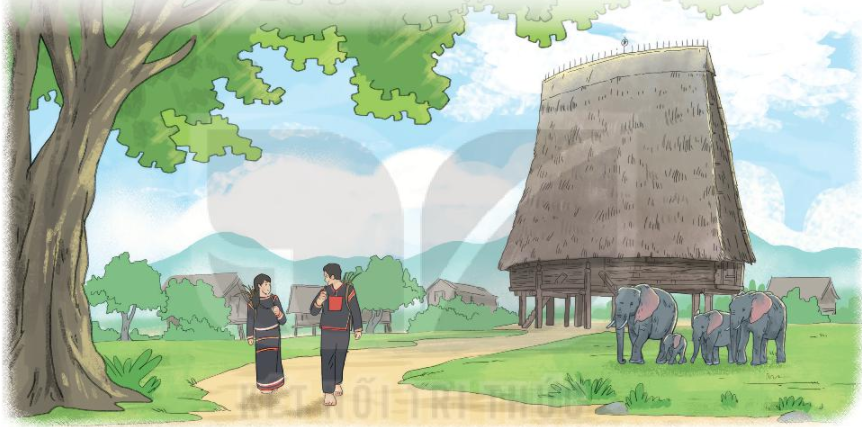 KẾT NỐI TRI THỨC